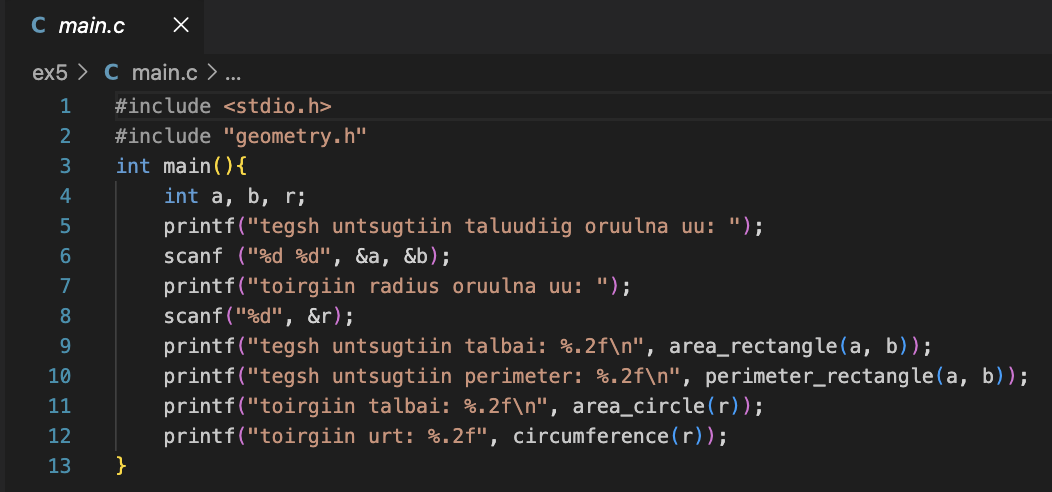 C main.c ×
ex5 > C main.c > ...
1 #include <stdio.h>
2 #include "geometry.h"
3 int main(){
4     int a, b, r;
5     printf("tegsh untsugtiin taluudiig oruulna uu: ");
6     scanf ("%d %d", &a, &b);
7     printf("toirgiin radius oruulna uu: ");
8     scanf("%d", &r);
9     printf("tegsh untsugtiin talbai: %.2f\n", area_rectangle(a, b));
10     printf("tegsh untsugtiin perimeter: %.2f\n", perimeter_rectangle(a, b));
11     printf("toirgiin talbai: %.2f\n", area_circle(r));
12     printf("toirgiin urt: %.2f", circumference(r));
13 }